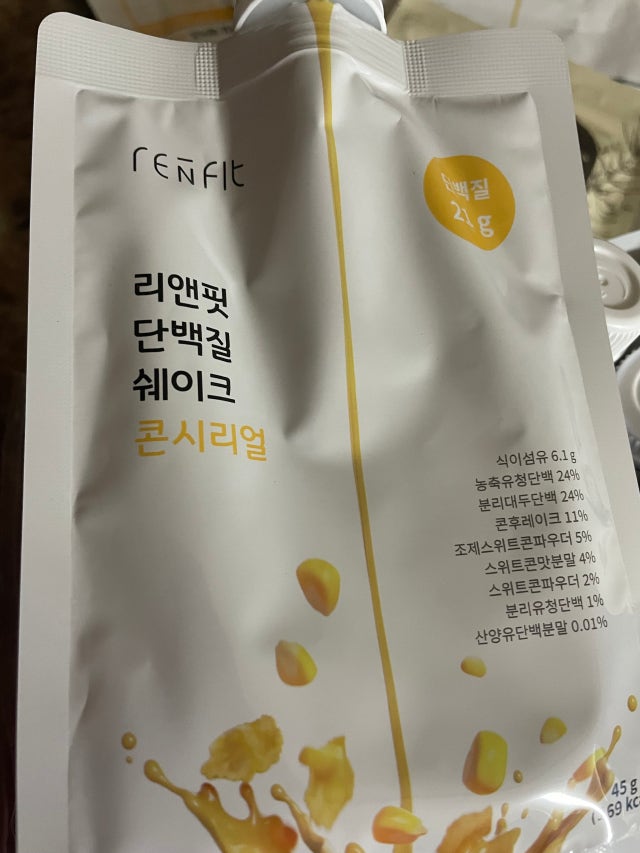 renfit
단백질
21 g
리앤핏
단백질
쉐이크
콘시리얼
식이섬유 6.1 g
농축유청단백 24%
분리대두단백 24%
콘후레이크 11%
조제스위트콘파우더 5%
스위트콘맛분말 4%
스위트콘파우더 2%
분리유청단백 1%
산양유단백분말 0.01%
45 g